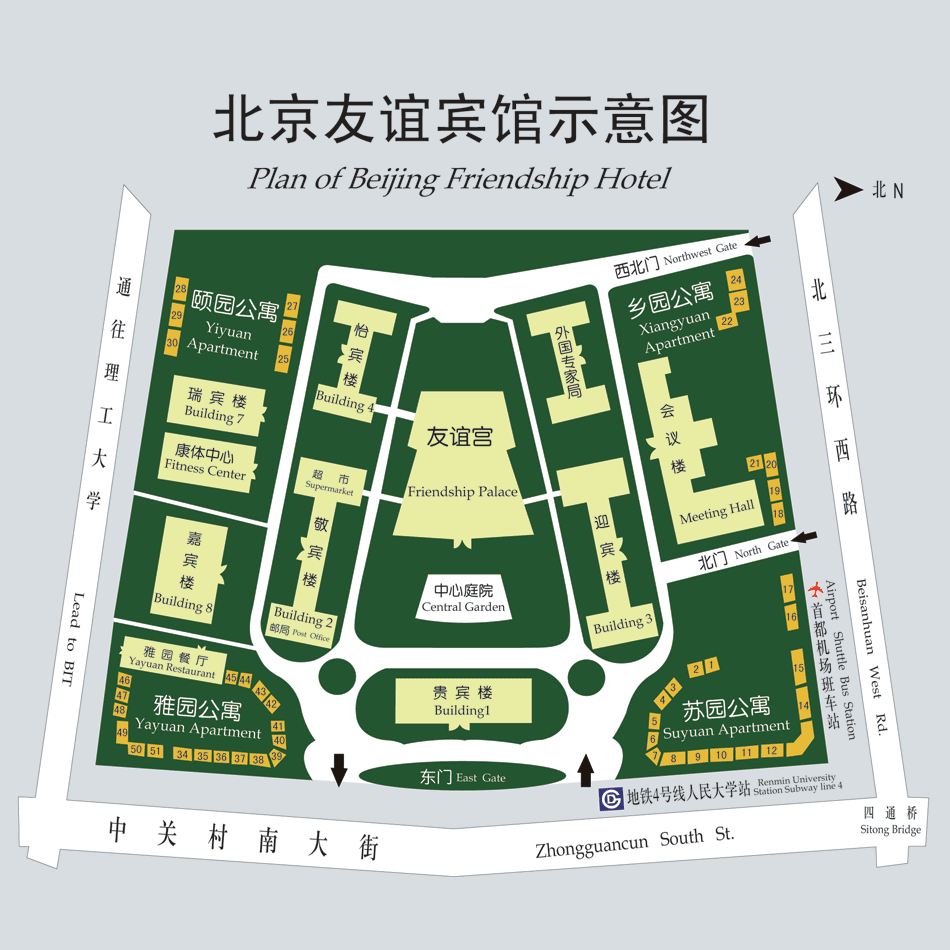 北京友谊宾馆示意图
Plan of Beijing Friendship Hotel
北 N
西北门 Northwest Gate
通往理工大学
Lead to BIT
北三环西路
Beisanhuan West Rd.
28
29
30
颐园公寓
Yiyuan
Apartment
27
26
25
怡宾楼
Building 4
外国专家局
乡园公寓
Xiangyuan
Apartment
24
23
22
瑞宾楼
Building 7
康体中心
Fitness Center
友谊宫
Friendship Palace
会议楼
Meeting Hall
21
20
19
18
超市
Supermarket
敬宾楼
Building 2
邮局 Post Office
迎宾楼
Building 3
嘉宾楼
Building 8
中心庭院
Central Garden
北门 North Gate
首都机场班车站
Airport Shuttle Bus Station
17
16
15
14
雅园餐厅
Yayuan Restaurant
雅园公寓
Yayuan Apartment
46
47
48
49
50
51
34
35
36
37
38
39
40
41
42
43
44
45
贵宾楼
Building1
苏园公寓
Suyuan Apartment
1
2
3
4
5
6
7
8
9
10
11
12
东门 East Gate
地铁4号线人民大学站
Renmin University
Station Subway line 4
中关村南大街
Zhongguancun South St.
四通桥
Sitong Bridge